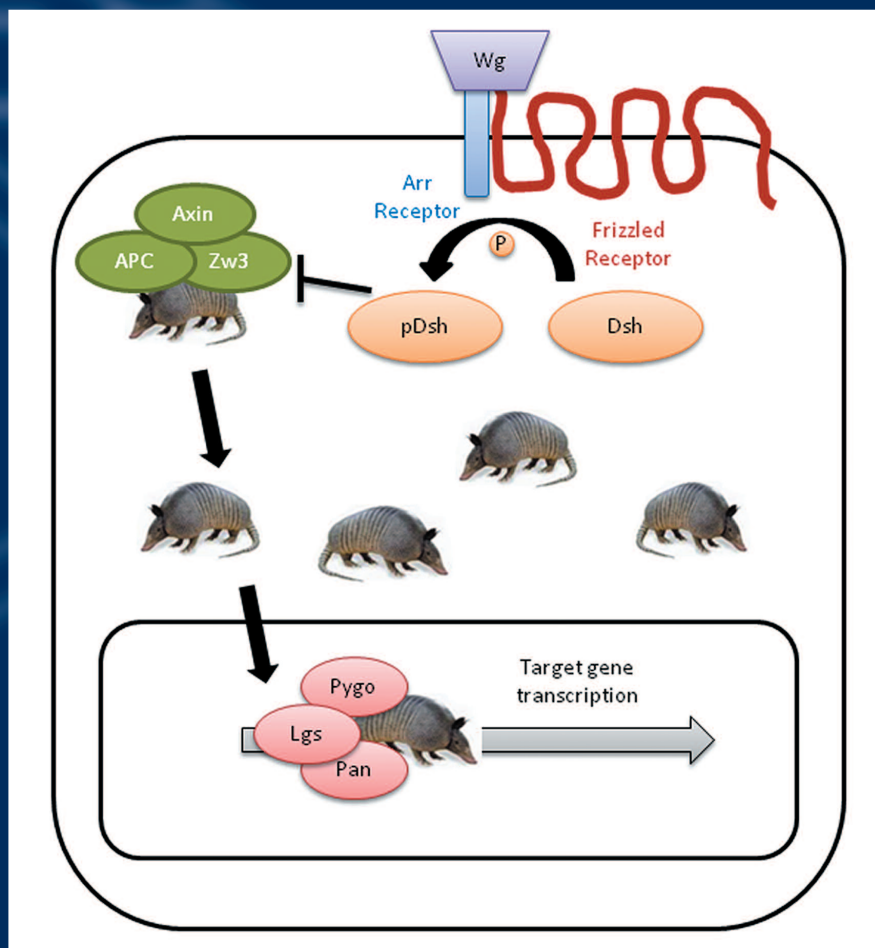 Wg
Arr
Receptor
Axin
APC
Zw3
P
Frizzled
Receptor
pDsh
Dsh
Target gene
transcription
Pygo
Lgs
Pan